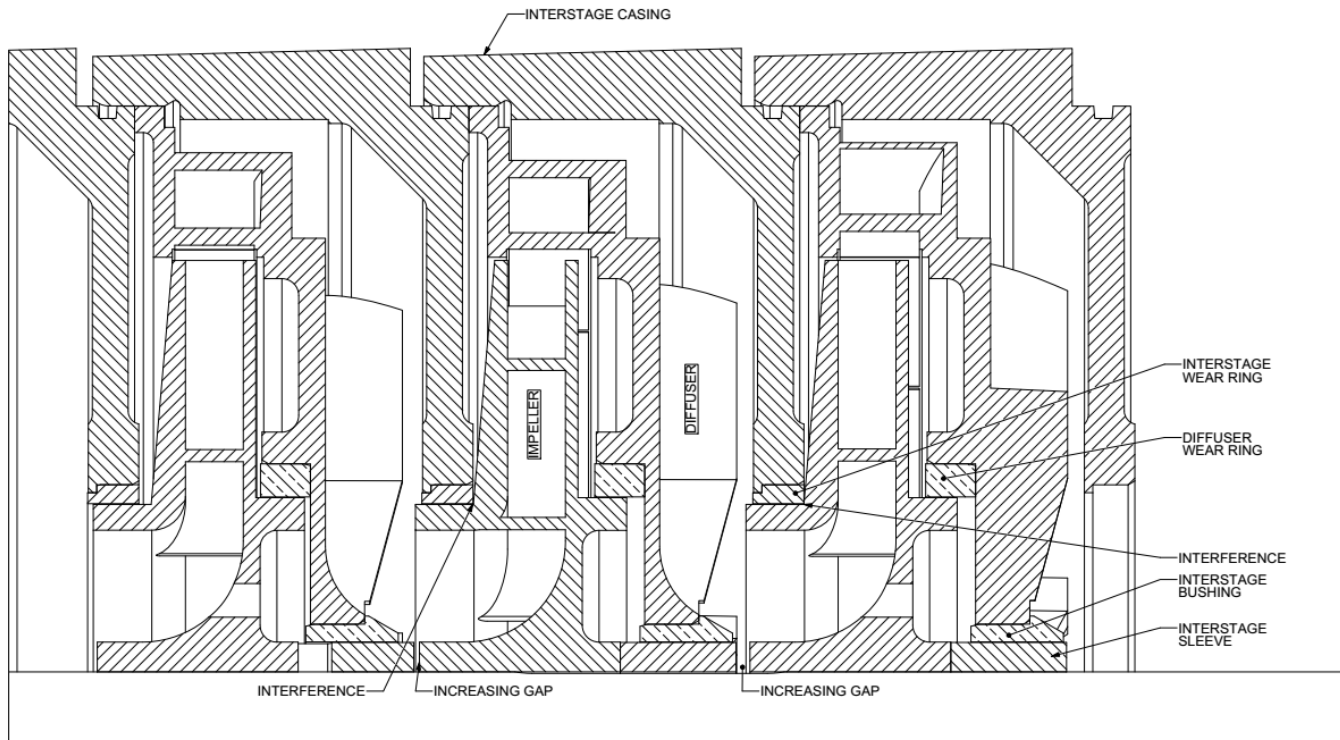 INTERSTAGE CASING
INTERSTAGE
WEAR RING
DIFFUSER
WEAR RING
IMPELLER
DIFFUSER
INTERFERENCE
INTERSTAGE
BUSHING
INTERSTAGE
SLEEVE
INTERFERENCE
INCREASING GAP
INCREASING GAP